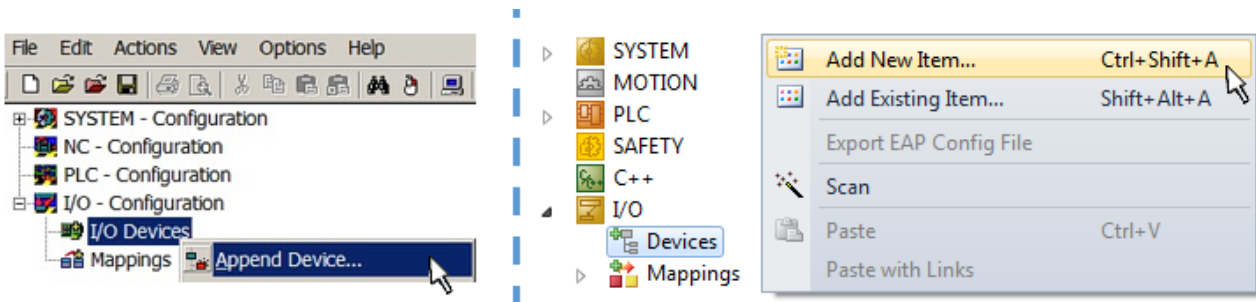 File Edit Actions View Options Help
SYSTEM - Configuration
NC - Configuration
PLC - Configuration
I/O - Configuration
I/O Devices
Mappings
Append Device...
SYSTEM
MOTION
PLC
SAFETY
C++
I/O
Devices
Mappings
Add New Item... Ctrl+Shift+A
Add Existing Item... Shift+Alt+A
Export EAP Config File
Scan
Paste Ctrl+V
Paste with Links